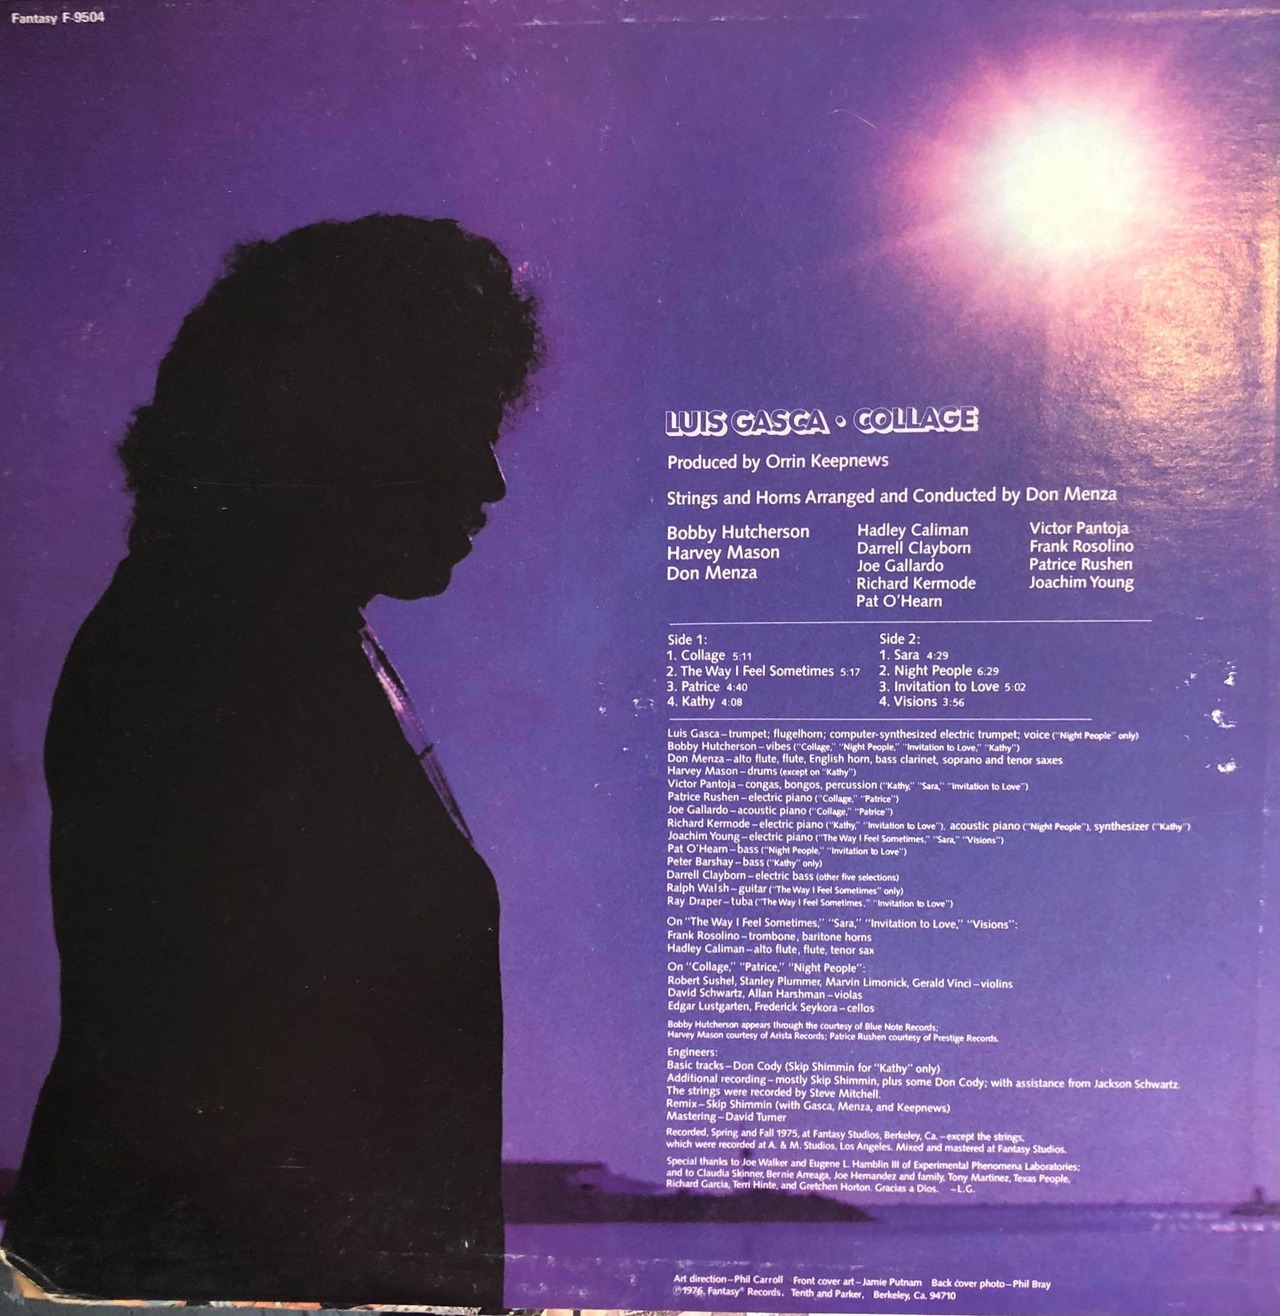 Fantasy F-9504
LUIS GASCA • COLLAGE
Produced by Orrin Keepnews
Strings and Horns Arranged and Conducted by Don Menza
Bobby Hutcherson
Harvey Mason
Don Menza
Hadley Caliman
Darrell Clayborn
Joe Gallardo
Richard Kermode
Pat O'Hearn
Victor Pantoja
Frank Rosolino
Patrice Rushen
Joachim Young
Side 1:
1. Collage 5:11
2. The Way I Feel Sometimes 5:17
3. Patrice 4:40
4. Kathy 4:08
Side 2:
1. Sara 4:29
2. Night People 6:29
3. Invitation to Love 5:02
4. Visions 3:56
Luis Gasca–trumpet; flugelhorn; computer-synthesized electric trumpet; voice ("Night People" only)
Bobby Hutcherson–vibes ("Collage," "Night People," "Invitation to Love," "Kathy")
Don Menza–alto flute, flute, English horn, bass clarinet, soprano and tenor saxes
Harvey Mason–drums (except on "Kathy")
Victor Pantoja–congas, bongos, percussion ("Kathy," "Sara," "Invitation to Love")
Patrice Rushen–electric piano ("Collage," "Patrice")
Joe Gallardo–acoustic piano ("Collage," "Patrice")
Richard Kermode–electric piano ("Kathy," "Invitation to Love"), acoustic piano ("Night People"), synthesizer ("Kathy")
Joachim Young–electric piano ("The Way I Feel Sometimes," "Sara," "Visions")
Pat O'Hearn–bass ("Night People," "Invitation to Love")
Peter Barshay–bass ("Kathy" only)
Darrell Clayborn–electric bass (other five selections)
Ralph Walsh–guitar ("The Way I Feel Sometimes" only)
Ray Draper–tuba ("The Way I Feel Sometimes," "Invitation to Love")
On "The Way I Feel Sometimes," "Sara," "Invitation to Love," "Visions":
Frank Rosolino–trombone, baritone horns
Hadley Caliman–alto flute, flute, tenor sax
On "Collage," "Patrice," "Night People":
Robert Sushel, Stanley Plummer, Marvin Limonick, Gerald Vinci–violins
David Schwartz, Allan Harshman–violas
Edgar Lustgarten, Frederick Seykora–cellos
Bobby Hutcherson appears through the courtesy of Blue Note Records;
Harvey Mason courtesy of Arista Records; Patrice Rushen courtesy of Prestige Records.
Engineers:
Basic tracks–Don Cody (Skip Shimmin for "Kathy" only)
Additional recording–mostly Skip Shimmin, plus some Don Cody; with assistance from Jackson Schwartz.
The strings were recorded by Steve Mitchell.
Remix–Skip Shimmin (with Gasca, Menza, and Keepnews)
Mastering–David Turner
Recorded, Spring and Fall 1975, at Fantasy Studios, Berkeley, Ca.–except the strings,
which were recorded at A. & M. Studios, Los Angeles. Mixed and mastered at Fantasy Studios.
Special thanks to Joe Walker and Eugene L. Hamblin III of Experimental Phenomena Laboratories;
and to Claudia Skinner, Bernie Arreaga, Joe Hernandez and family, Tony Martinez, Texas People,
Richard Garcia, Terri Hinte, and Gretchen Horton. Gracias a Dios. –L.G.
Art direction–Phil Carroll Front cover art–Jamie Putnam Back cover photo–Phil Bray
℗1976, Fantasy® Records, Tenth and Parker, Berkeley, Ca. 94710